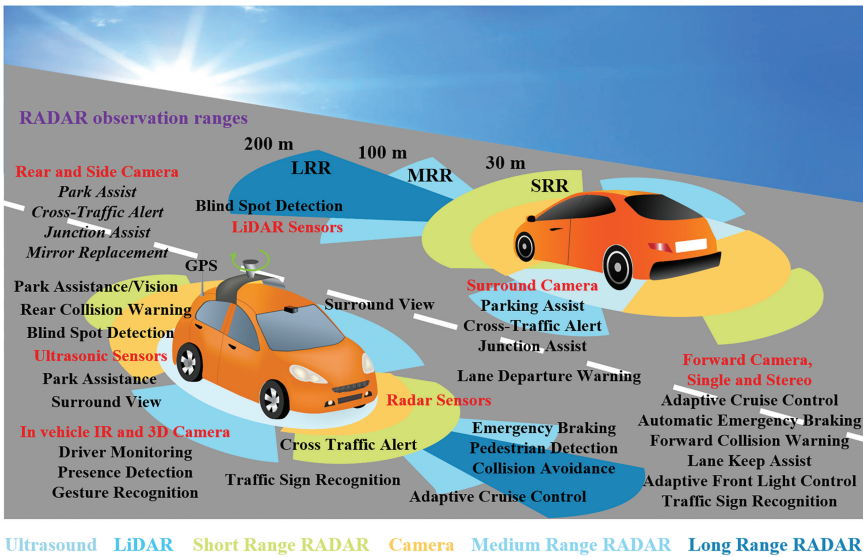 RADAR observation ranges
200 m
100 m
30 m
LRR
MRR
SRR
Rear and Side Camera
Park Assist
Cross-Traffic Alert
Junction Assist
Mirror Replacement
Blind Spot Detection
LiDAR Sensors
GPS
Park Assistance/Vision
Rear Collision Warning
Blind Spot Detection
Ultrasonic Sensors
Park Assistance
Surround View
In vehicle IR and 3D Camera
Driver Monitoring
Presence Detection
Gesture Recognition
Surround View
Radar Sensors
Cross Traffic Alert
Traffic Sign Recognition
Surround Camera
Parking Assist
Cross-Traffic Alert
Junction Assist
Lane Departure Warning
Emergency Braking
Pedestrian Detection
Collision Avoidance
Adaptive Cruise Control
Forward Camera,
Single and Stereo
Adaptive Cruise Control
Automatic Emergency Braking
Forward Collision Warning
Lane Keep Assist
Adaptive Front Light Control
Traffic Sign Recognition
Ultrasound LiDAR Short Range RADAR Camera Medium Range RADAR Long Range RADAR